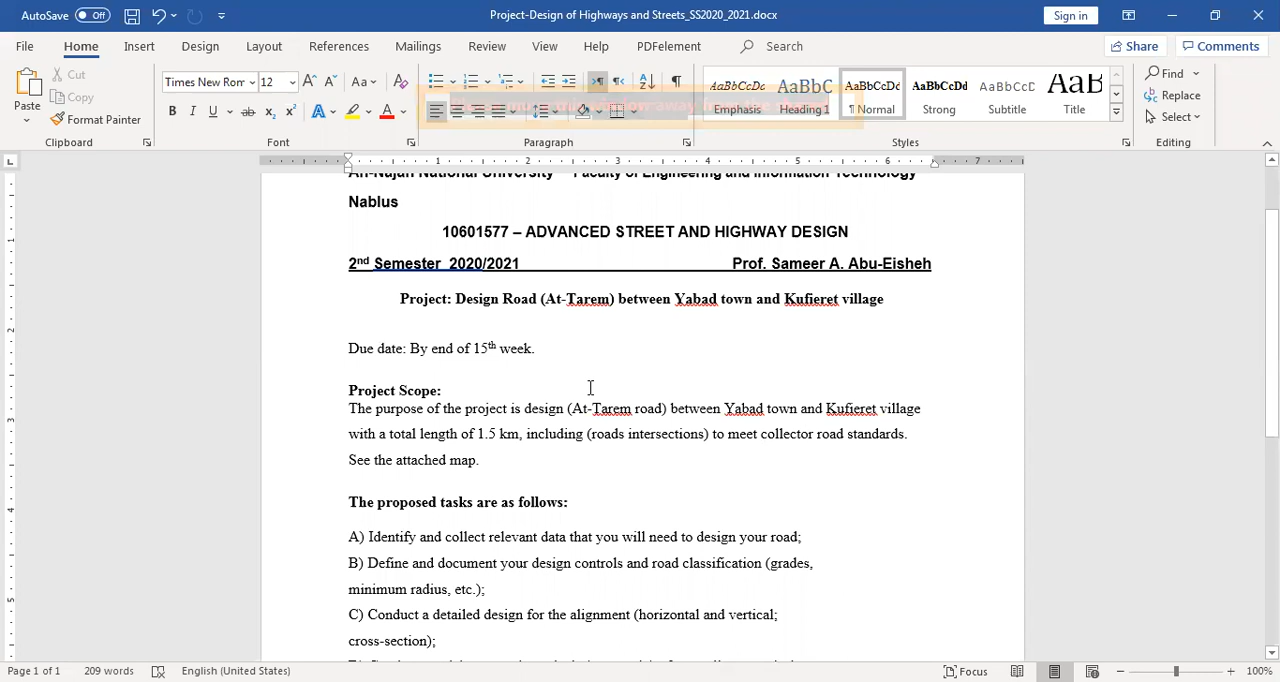 AutoSave Off
Project-Design of Highways and Streets_SS2020_2021.docx
Sign in
File Home Insert Design Layout References Mailings Review View Help PDFelement Search
Share Comments
Paste
Cut
Copy
Format Painter
Clipboard
Times New Rom 12
Font
Paragraph
AaBbCcDc Emphasis
AaBbC Heading 1
AaBbCcDd ¶ Normal
AaBbCcDd Strong
AaBbCcD Subtitle
AaB Title
Styles
Find
Replace
Select
Editing
1 2 3 4 5 6 7
An-Najah National University – Faculty of Engineering and Information Technology
Nablus
10601577 – ADVANCED STREET AND HIGHWAY DESIGN
2nd Semester 2020/2021 Prof. Sameer A. Abu-Eisheh
Project: Design Road (At-Tarem) between Yabad town and Kufieret village
Due date: By end of 15th week.
Project Scope:
The purpose of the project is design (At-Tarem road) between Yabad town and Kufieret village
with a total length of 1.5 km, including (roads intersections) to meet collector road standards.
See the attached map.
The proposed tasks are as follows:
A) Identify and collect relevant data that you will need to design your road;
B) Define and document your design controls and road classification (grades,
minimum radius, etc.);
C) Conduct a detailed design for the alignment (horizontal and vertical;
cross-section);
Page 1 of 1 209 words English (United States)
Focus
100%